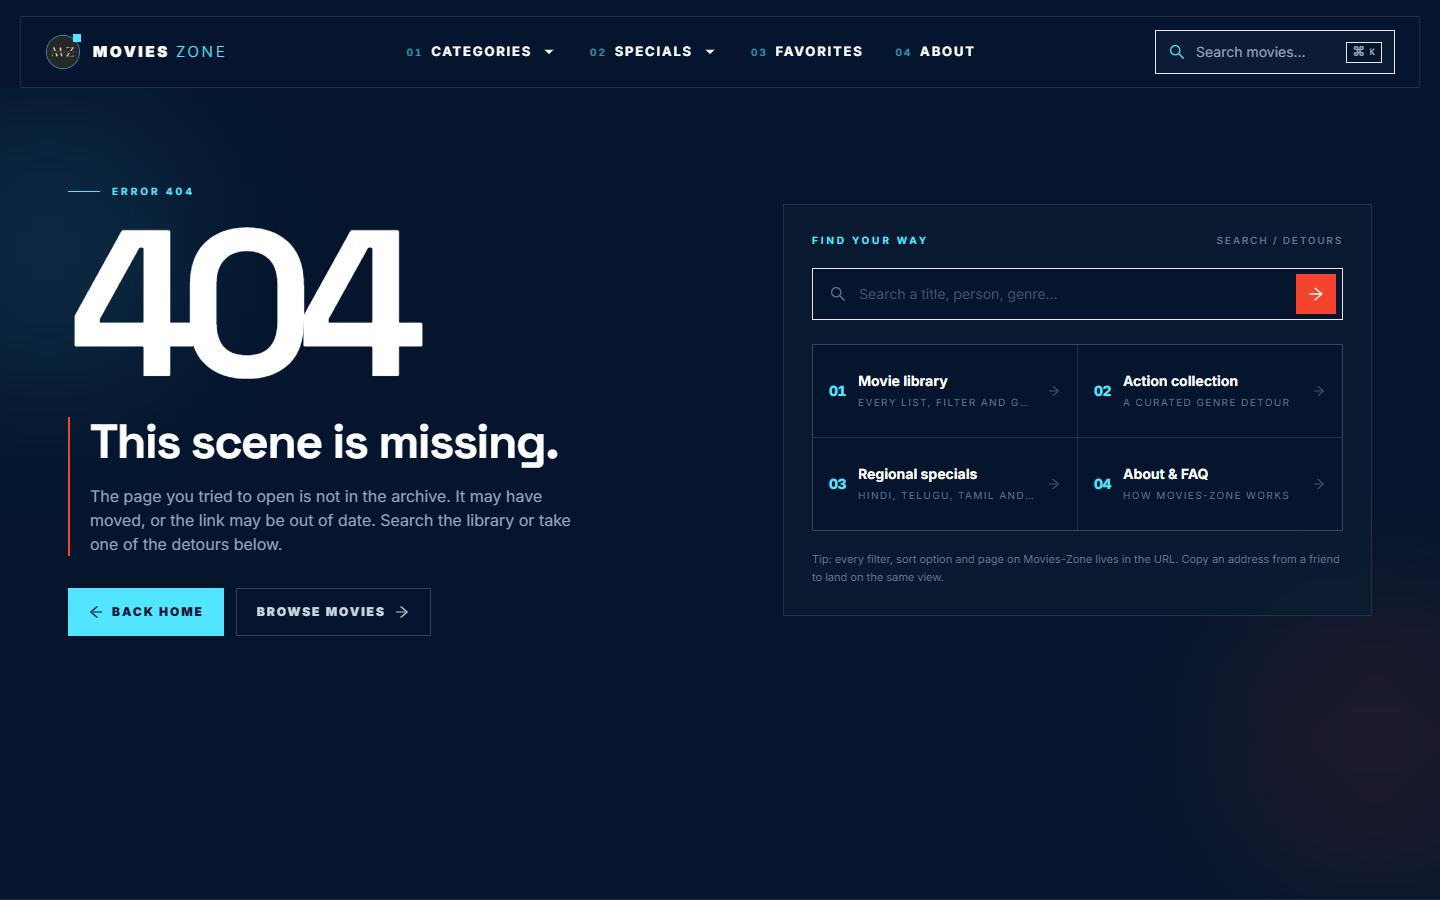 MZ MOVIES ZONE
01 CATEGORIES
02 SPECIALS
03 FAVORITES
04 ABOUT
Search movies...
⌘ K
ERROR 404
404
This scene is missing.
The page you tried to open is not in the archive. It may have
moved, or the link may be out of date. Search the library or take
one of the detours below.
BACK HOME
BROWSE MOVIES
FIND YOUR WAY
SEARCH / DETOURS
Search a title, person, genre...
01 Movie library
EVERY LIST, FILTER AND G...
02 Action collection
A CURATED GENRE DETOUR
03 Regional specials
HINDI, TELUGU, TAMIL AND...
04 About & FAQ
HOW MOVIES-ZONE WORKS
Tip: every filter, sort option and page on Movies-Zone lives in the URL. Copy an address from a friend
to land on the same view.